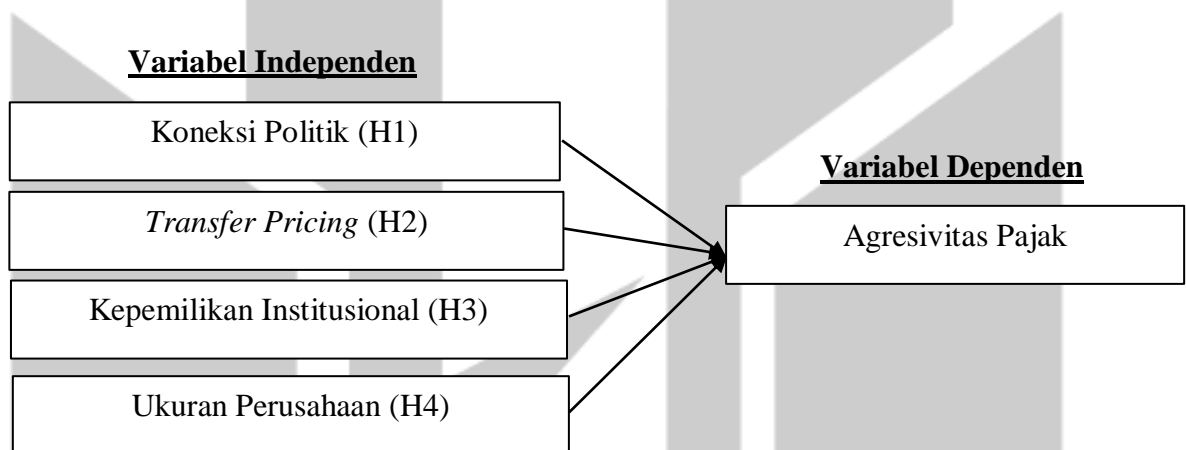 Variabel Independen
Koneksi Politik (H1)
Transfer Pricing (H2)
Kepemilikan Institusional (H3)
Ukuran Perusahaan (H4)
Variabel Dependen
Agresivitas Pajak